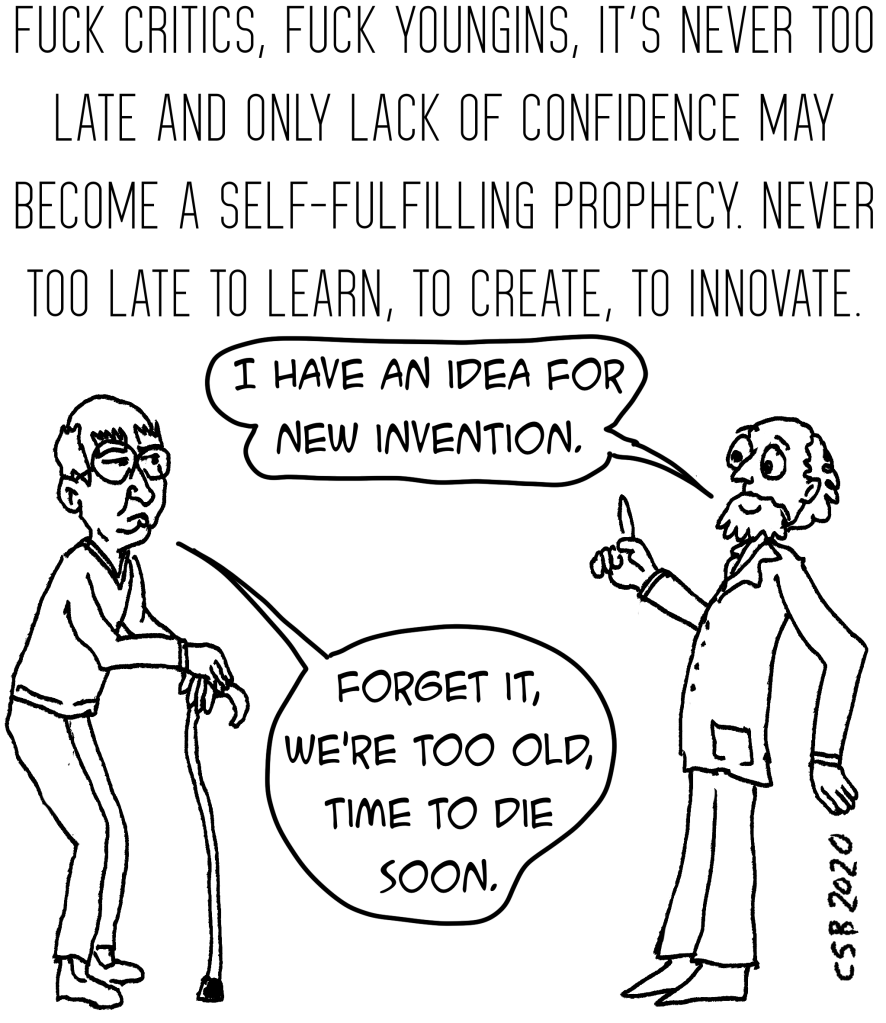 FUCK CRITICS, FUCK YOUNGINS, IT'S NEVER TOO
LATE AND ONLY LACK OF CONFIDENCE MAY
BECOME A SELF-FULFILLING PROPHECY. NEVER
TOO LATE TO LEARN, TO CREATE, TO INNOVATE.
I HAVE AN IDEA FOR
NEW INVENTION.
FORGET IT,
WE'RE TOO OLD,
TIME TO DIE
SOON.
CSB 2020